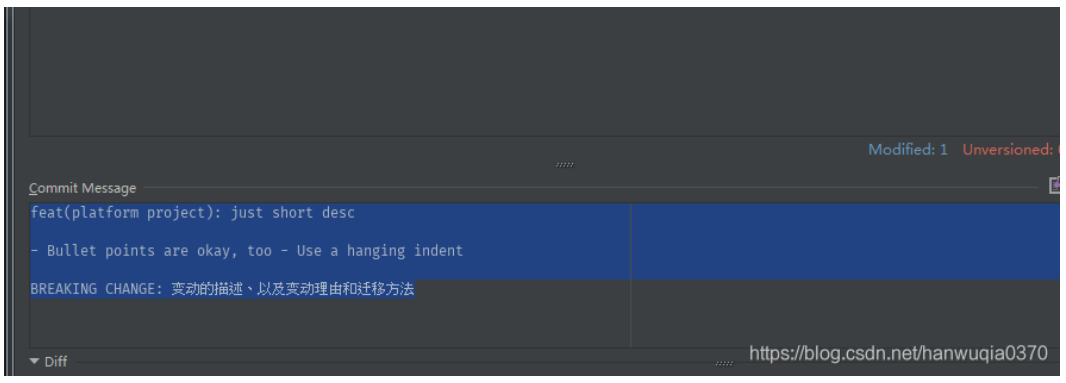 Modified: 1 Unversioned:
Commit Message
feat(platform project): just short desc
- Bullet points are okay, too - Use a hanging indent
BREAKING CHANGE: 变动的描述、以及变动理由和迁移方法
Diff
https://blog.csdn.net/hanwuqia0370